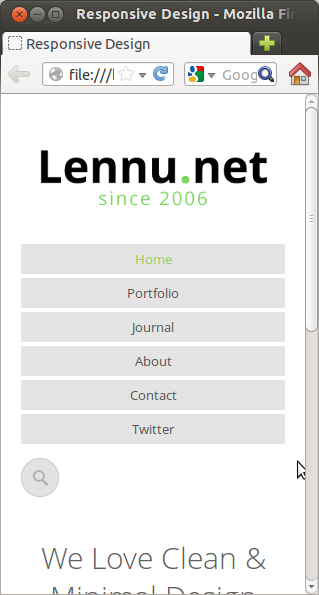 Responsive Design - Mozilla Fi
Responsive Design
file:///
Goog
Lennu.net
since 2006
Home
Portfolio
Journal
About
Contact
Twitter
We Love Clean &
Minimal Design